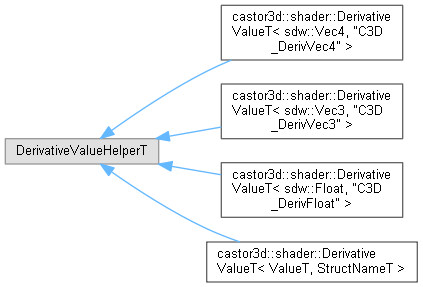 castor3d::shader::Derivative
ValueT< sdw::Vec4, "C3D
_DerivVec4" >
castor3d::shader::Derivative
ValueT< sdw::Vec3, "C3D
_DerivVec3" >
DerivativeValueHelperT
castor3d::shader::Derivative
ValueT< sdw::Float, "C3D
_DerivFloat" >
castor3d::shader::Derivative
ValueT< ValueT, StructNameT >